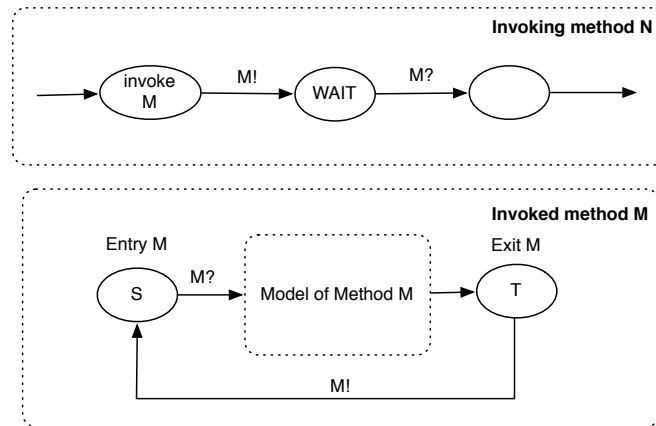 Invoking method N
invoke
M
M!
WAIT
M?
Invoked method M
Entry M
Exit M
M?
S
Model of Method M
T
M!